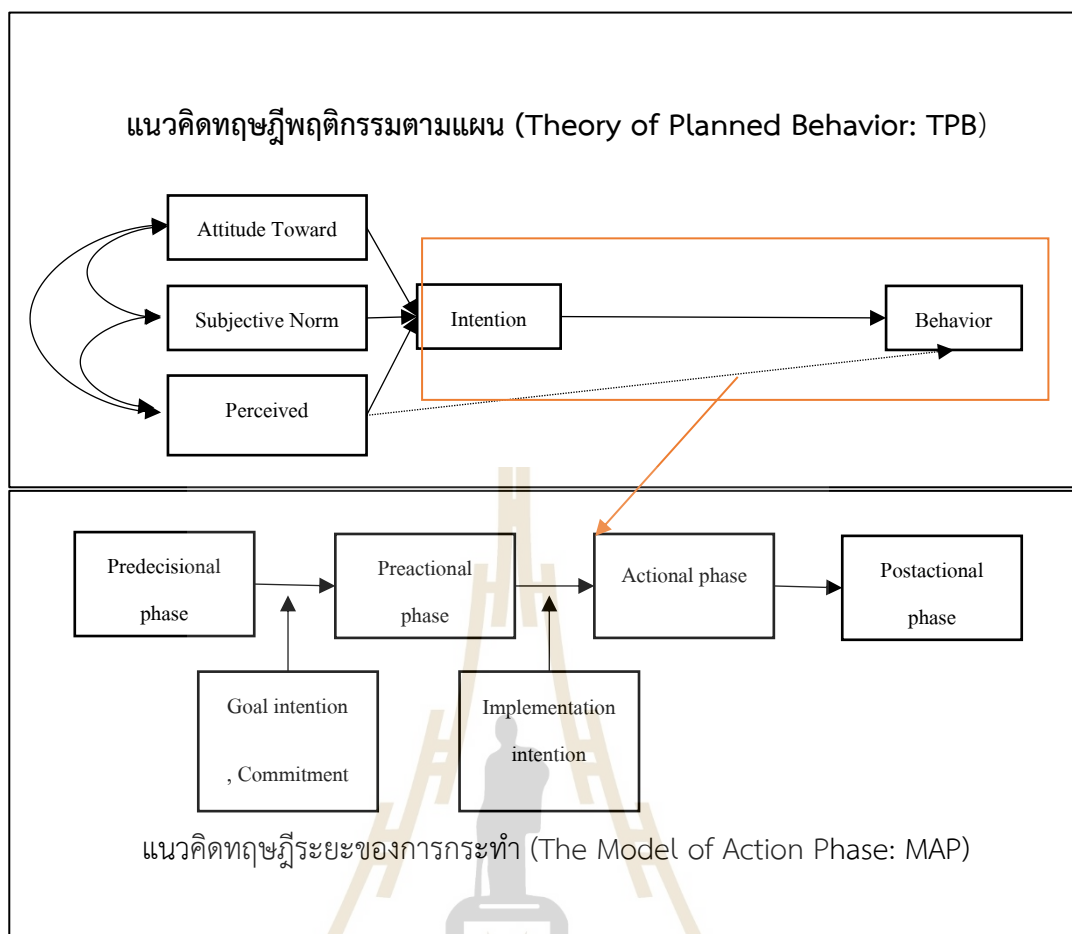 แนวคิดทฤษฎีพฤติกรรมตามแผน (Theory of Planned Behavior: TPB)
Attitude Toward
Subjective Norm
Intention
Behavior
Perceived
Predecisional
phase
Preactional
phase
Actional phase
Postactional
phase
Goal intention
, Commitment
Implementation
intention
แนวคิดทฤษฎีระยะของการกระทำ (The Model of Action Phase: MAP)